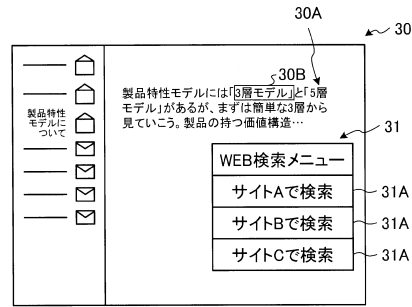 30A
30
30B
製品特性モデルには「3層モデル」と「5層
モデル」があるが、まずは簡単な3層から
見ていこう。製品の持つ価値構造…
製品特性
モデルに
ついて
31
WEB検索メニュー
サイトAで検索
31A
サイトBで検索
31A
サイトCで検索
31A